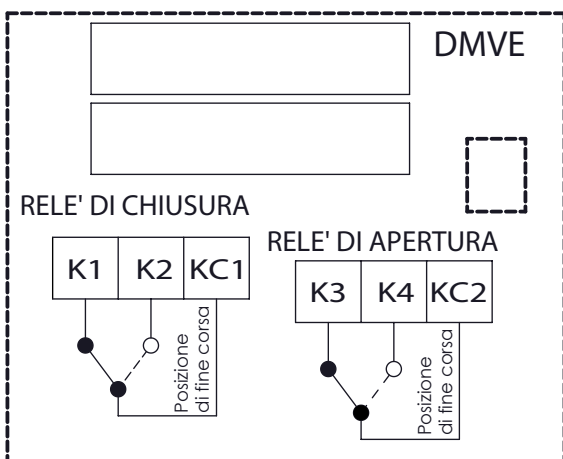 DMVE
RELE' DI CHIUSURA
K1 K2 KC1
Posizione
di fine corsa
RELE' DI APERTURA
K3 K4 KC2
Posizione
di fine corsa